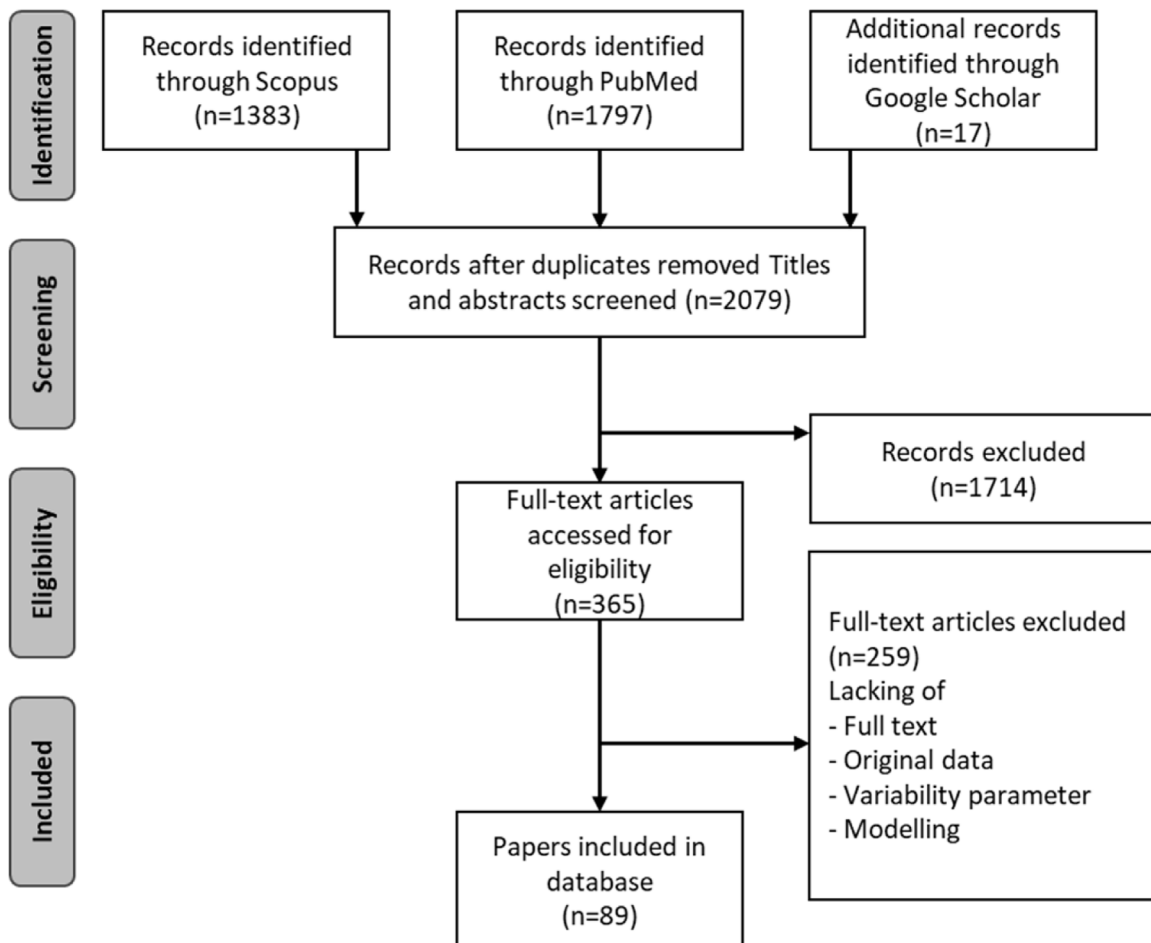 Identification
Records identified
through Scopus
(n=1383)
Records identified
through PubMed
(n=1797)
Additional records
identified through
Google Scholar
(n=17)
Screening
Records after duplicates removed Titles
and abstracts screened (n=2079)
Records excluded
(n=1714)
Eligibility
Full-text articles
accessed for
eligibility
(n=365)
Full-text articles excluded
(n=259)
Lacking of
- Full text
- Original data
- Variability parameter
- Modelling
Included
Papers included in
database
(n=89)